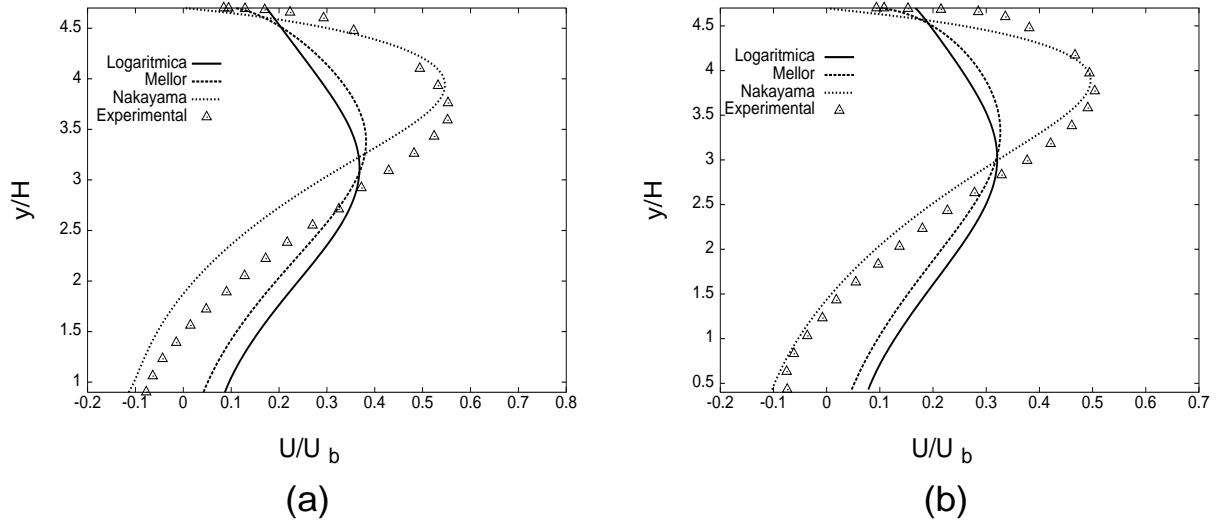 4.5
4
3.5
3
2.5
2
1.5
1
y/H
Logaritmica
Mellor
Nakayama
Experimental
-0.2 -0.1 0 0.1 0.2 0.3 0.4 0.5 0.6 0.7 0.8
U/U b
(a)
4.5
4
3.5
3
2.5
2
1.5
1
0.5
y/H
Logaritmica
Mellor
Nakayama
Experimental
-0.2 -0.1 0 0.1 0.2 0.3 0.4 0.5 0.6 0.7
U/U b
(b)